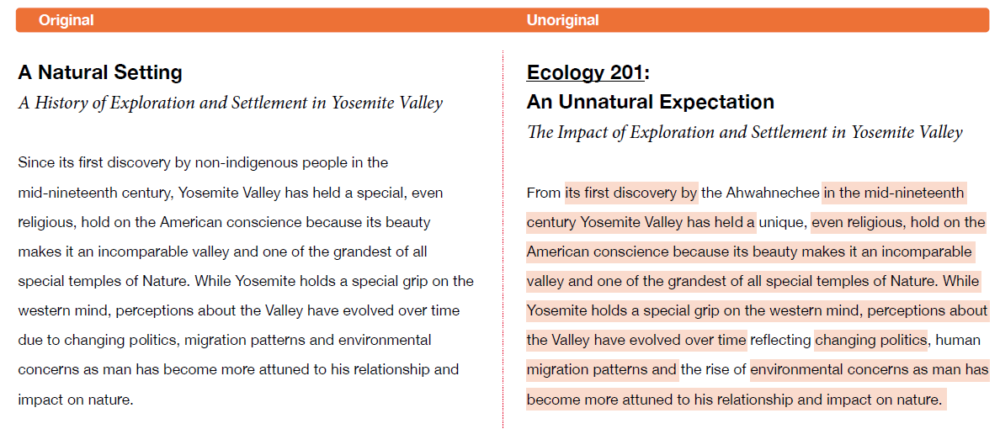 Original
Unoriginal
A Natural Setting
A History of Exploration and Settlement in Yosemite Valley
Since its first discovery by non-indigenous people in the
mid-nineteenth century, Yosemite Valley has held a special, even
religious, hold on the American conscience because its beauty
makes it an incomparable valley and one of the grandest of all
special temples of Nature. While Yosemite holds a special grip on the
western mind, perceptions about the Valley have evolved over time
due to changing politics, migration patterns and environmental
concerns as man has become more attuned to his relationship and
impact on nature.
Ecology 201:
An Unnatural Expectation
The Impact of Exploration and Settlement in Yosemite Valley
From its first discovery by the Ahwahnechee in the mid-nineteenth
century Yosemite Valley has held a unique, even religious, hold on the
American conscience because its beauty makes it an incomparable
valley and one of the grandest of all special temples of Nature. While
Yosemite holds a special grip on the western mind, perceptions about
the Valley have evolved over time reflecting changing politics, human
migration patterns and the rise of environmental concerns as man has
become more attuned to his relationship and impact on nature.